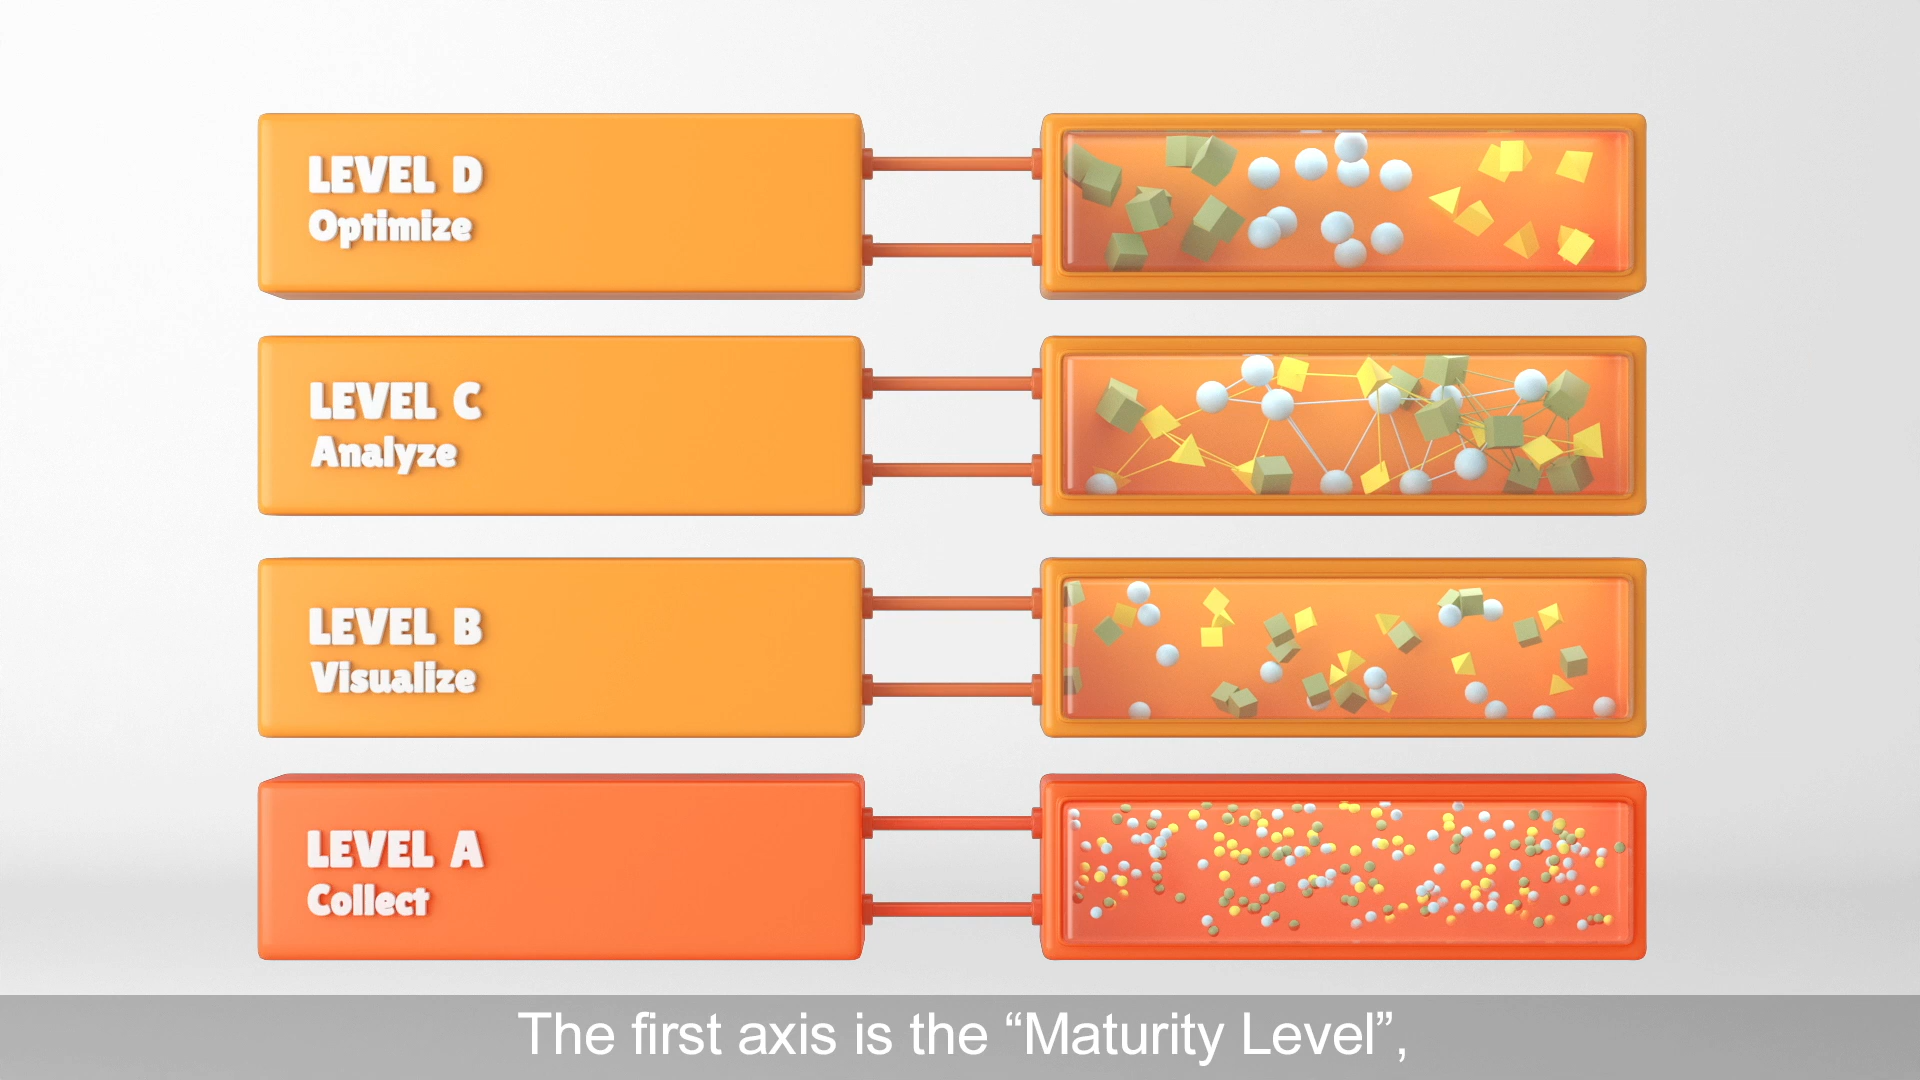 LEVEL D
Optimize
LEVEL C
Analyze
LEVEL B
Visualize
LEVEL A
Collect
The first axis is the “Maturity Level”,